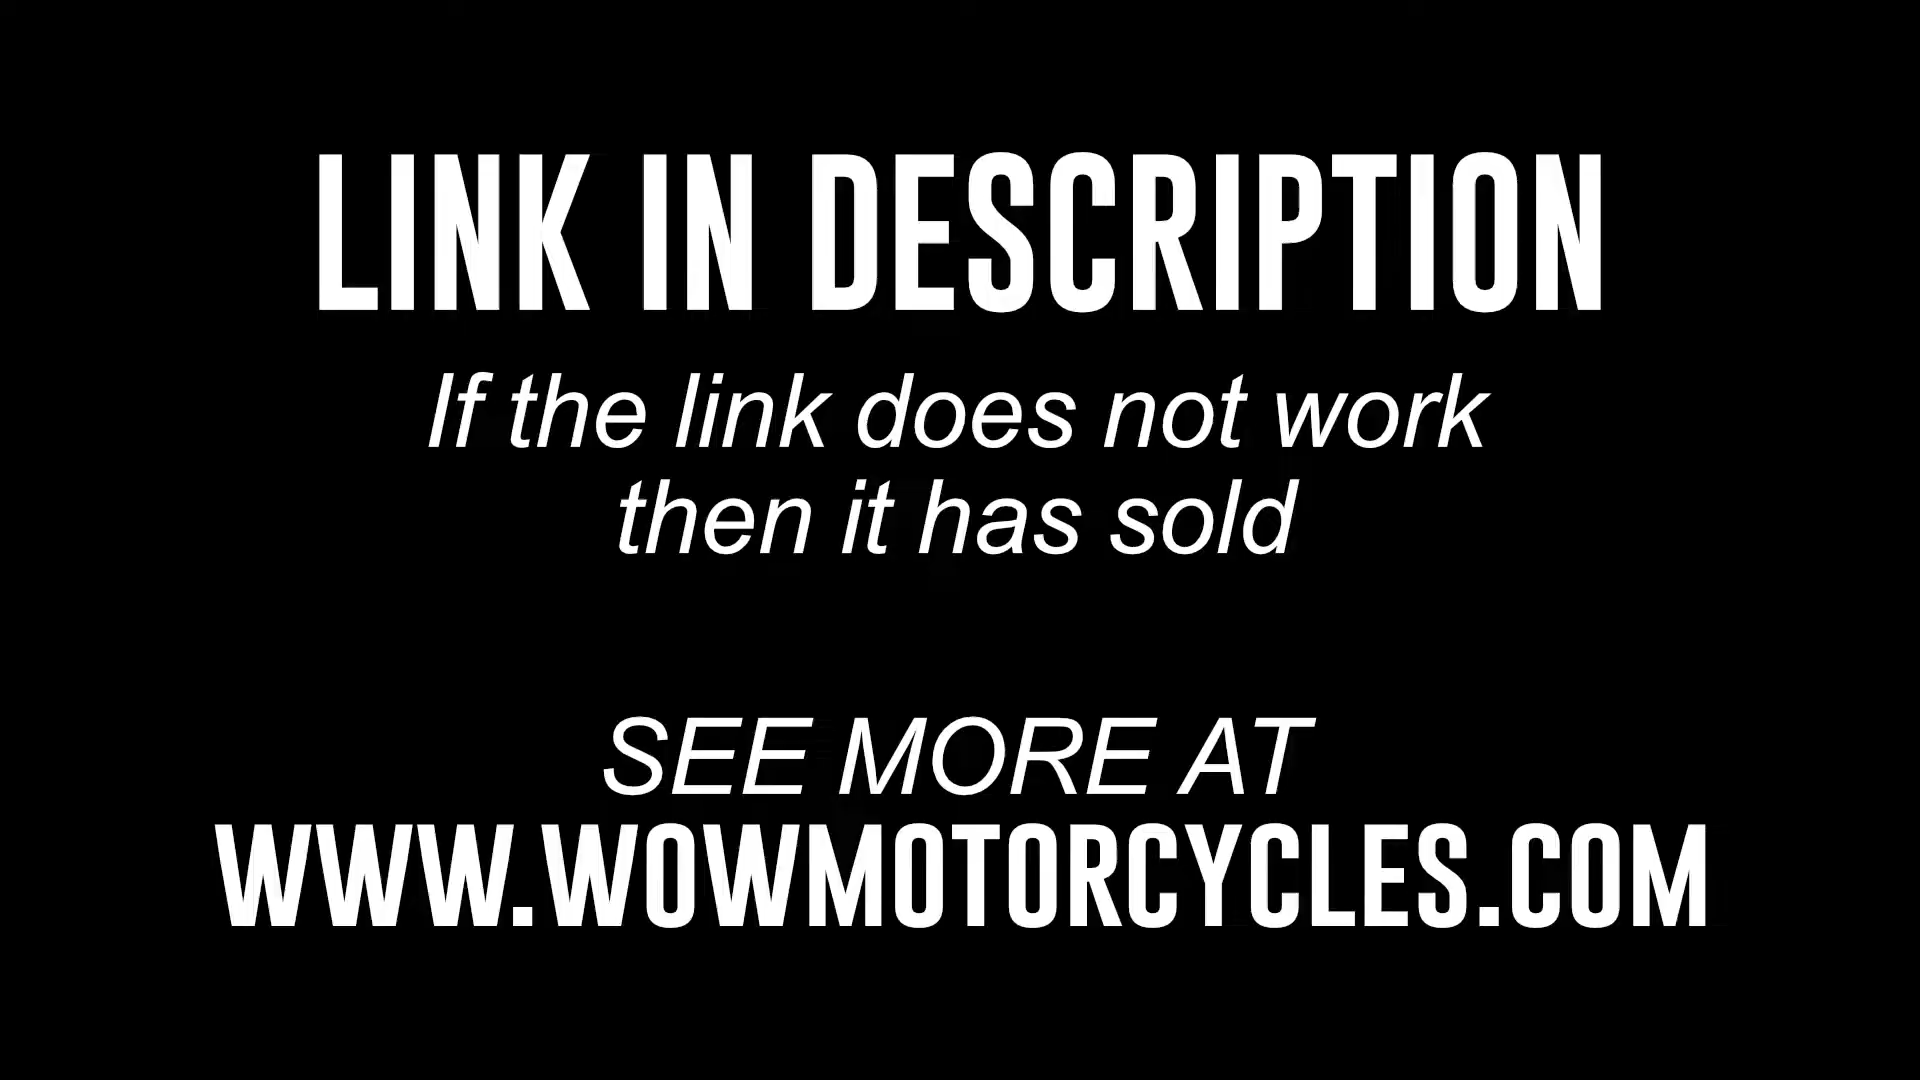 LINK IN DESCRIPTION
If the link does not work
then it has sold
SEE MORE AT
WWW.WOWMOTORCYCLES.COM